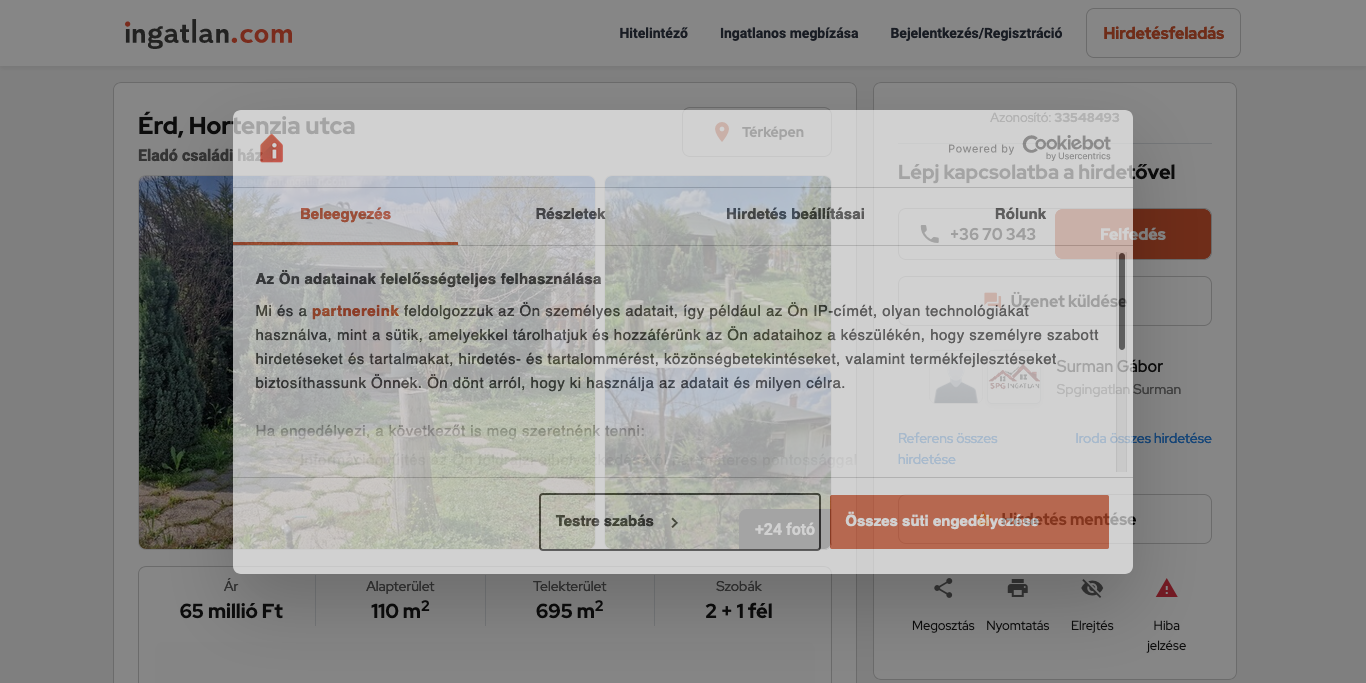 ingatlan.com
Hitelintéző
Ingatlanos megbízása
Bejelentkezés/Regisztráció
Hirdetésfeladás
Érd, Hortenzia utca
Eladó családi ház
Térképen
Azonosító: 33548493
Powered by Cookiebot
by Usercentrics
Lépj kapcsolatba a hirdetővel
Beleegyezés
Részletek
Hirdetés beállításai
Rólunk
+36 70 343
Felfedés
Az Ön adatainak felelősségteljes felhasználása
Mi és a partnereink feldolgozzuk az Ön személyes adatait, így például az Ön IP-címét, olyan technológiákat
használva, mint a sütik, amelyekkel tárolhatjuk és hozzáférünk az Ön adataihoz a készülékén, hogy személyre szabott
hirdetéseket és tartalmakat, hirdetés- és tartalommérést, közönségbetekintéseket, valamint termékfejlesztéseket
biztosíthassunk Önnek. Ön dönt arról, hogy ki használja az adatait és milyen célra.
Üzenet küldése
Surman Gábor
SPG INGATLAN
Spgingatlan Surman
Ha engedélyezi, a következőt is meg szeretnénk tenni:
Referens összes
hirdetése
Iroda összes hirdetése
Testre szabás
+24 fotó
Összes süti engedélyezése
Hirdetés mentése
Ár
65 millió Ft
Alapterület
110 m²
Telekterület
695 m²
Szobák
2 + 1 fél
Megosztás
Nyomtatás
Elrejtés
Hiba
jelzése